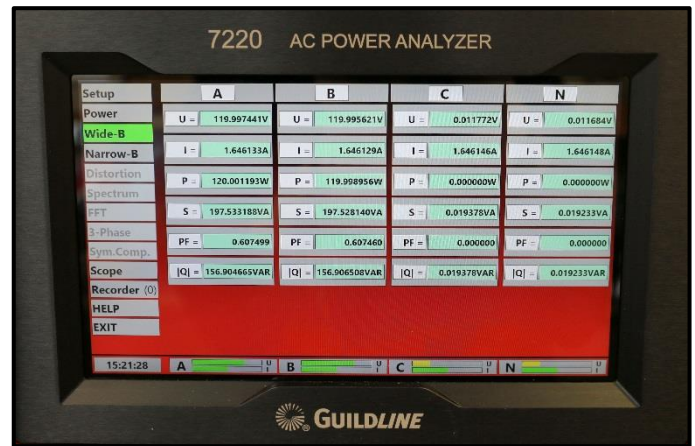 7220 AC POWER ANALYZER
Setup A B C N
Power U = 119.997441V U = 119.995621V U = 0.011772V U = 0.011684V
Wide-B
Narrow-B I = 1.646133A I = 1.646129A I = 1.646146A I = 1.646148A
Distortion P = 120.001193W P = 119.998956W P = 0.000000W P = 0.000000W
Spectrum
FFT S = 197.533188VA S = 197.528140VA S = 0.019378VA S = 0.019233VA
3-Phase PF = 0.607499 PF = 0.607460 PF = 0.000000 PF = 0.000000
Sym.Comp.
Scope |Q| = 156.904665VAR |Q| = 156.906508VAR |Q| = 0.019378VAR |Q| = 0.019233VAR
Recorder (0)
HELP
EXIT
15:21:28 A U I B U I C U I N U I
GUILDLINE